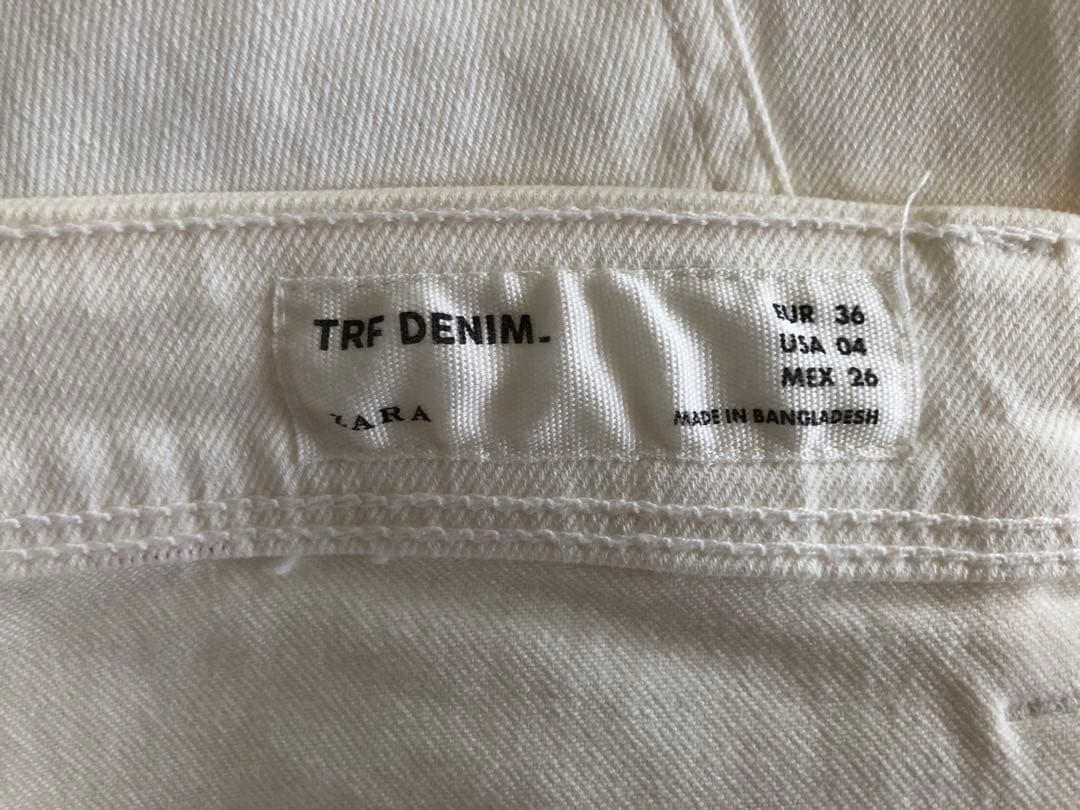 TRF DENIM.
EUR 36
USA 04
MEX 26
ZARA
MADE IN BANGLADESH